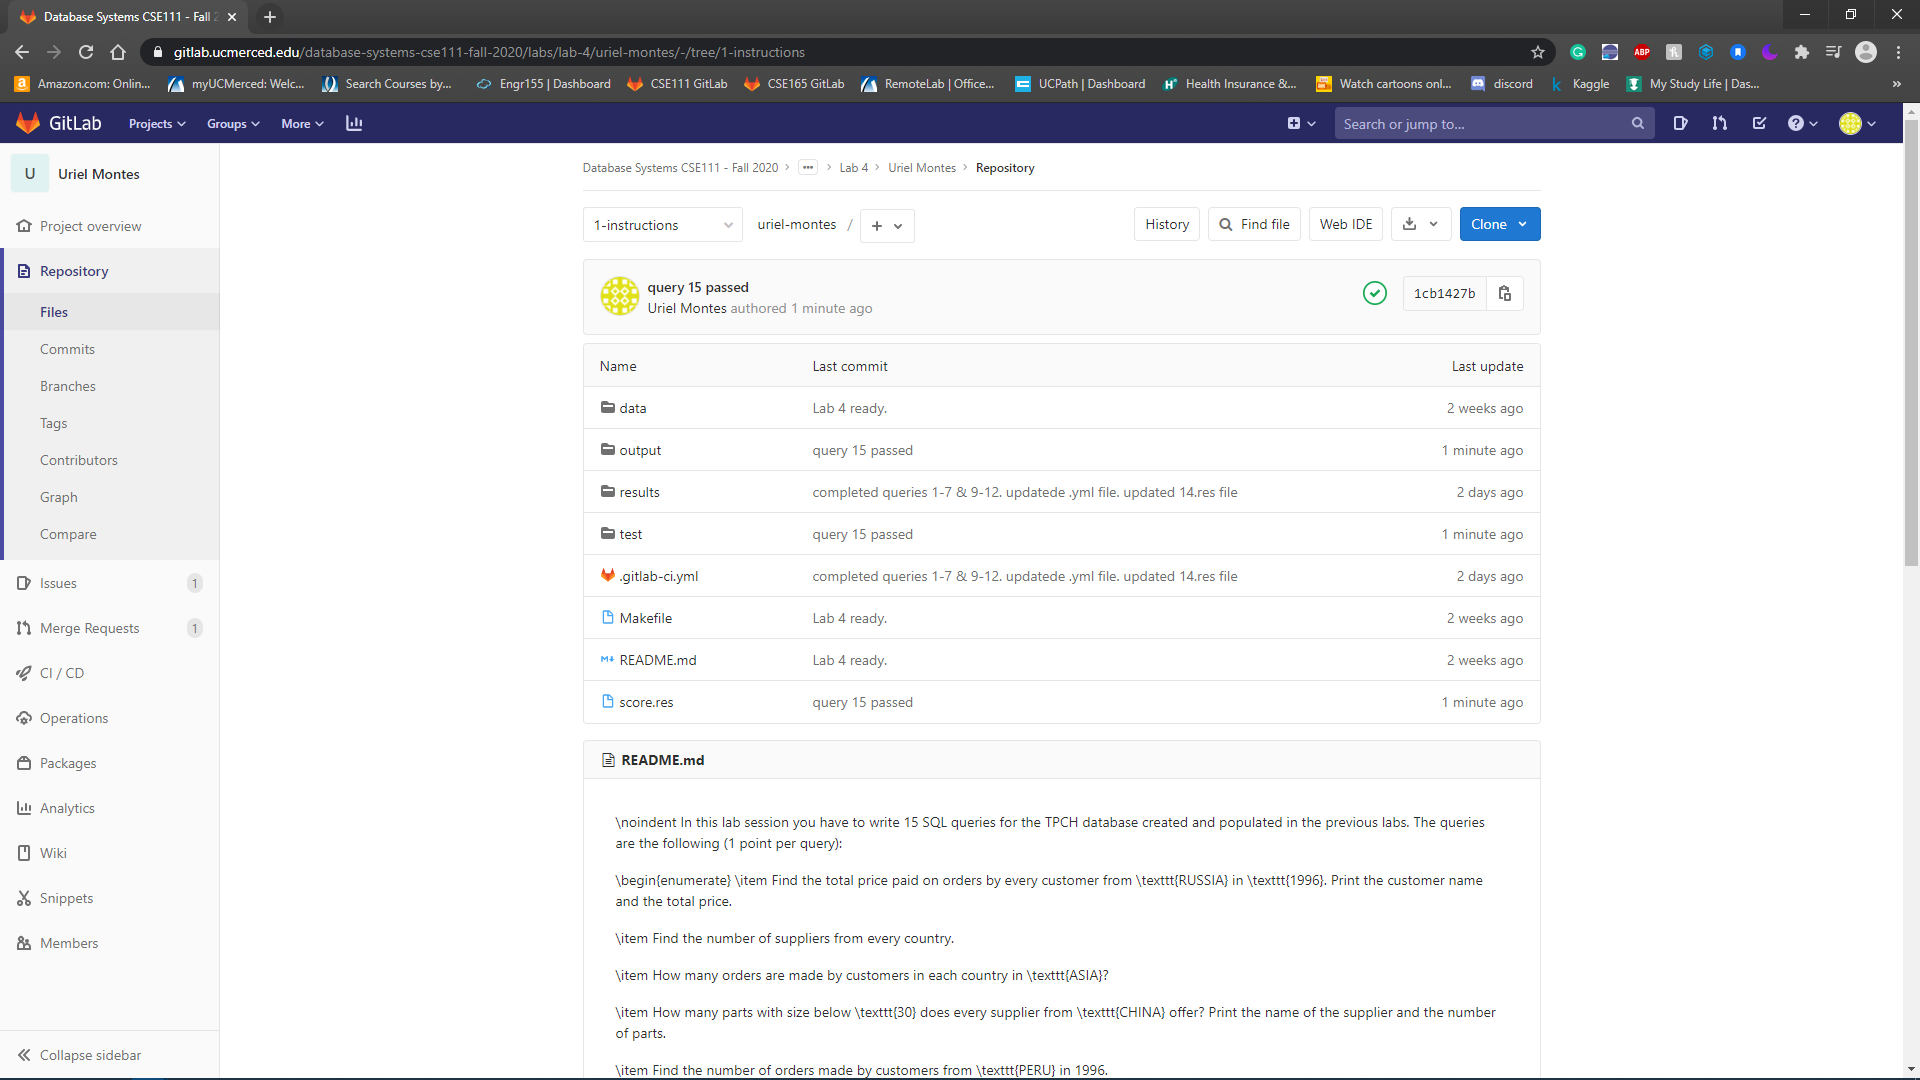 Database Systems CSE111 - Fall 2
gitlab.ucmerced.edu/database-systems-cse111-fall-2020/labs/lab-4/uriel-montes/-/tree/1-instructions
ABP
Amazon.com: Onlin... myUCMerced: Welc... Search Courses by... Engr155 | Dashboard CSE111 GitLab CSE165 GitLab RemoteLab | Office... UCPath | Dashboard Health Insurance &... Watch cartoons onl... discord Kaggle My Study Life | Das...
GitLab Projects Groups More Search or jump to...
U Uriel Montes
Project overview
Repository
Files
Commits
Branches
Tags
Contributors
Graph
Compare
Issues 1
Merge Requests 1
CI / CD
Operations
Packages
Analytics
Wiki
Snippets
Members
Collapse sidebar
Database Systems CSE111 - Fall 2020 > ... > Lab 4 > Uriel Montes > Repository
1-instructions uriel-montes / + History Find file Web IDE Clone
query 15 passed
Uriel Montes authored 1 minute ago
1cb1427b
Name Last commit Last update
data Lab 4 ready. 2 weeks ago
output query 15 passed 1 minute ago
results completed queries 1-7 & 9-12. updatede .yml file. updated 14.res file 2 days ago
test query 15 passed 1 minute ago
.gitlab-ci.yml completed queries 1-7 & 9-12. updatede .yml file. updated 14.res file 2 days ago
Makefile Lab 4 ready. 2 weeks ago
README.md Lab 4 ready. 2 weeks ago
score.res query 15 passed 1 minute ago
README.md
\noindent In this lab session you have to write 15 SQL queries for the TPCH database created and populated in the previous labs. The queries
are the following (1 point per query):
\begin{enumerate} \item Find the total price paid on orders by every customer from \texttt{RUSSIA} in \texttt{1996}. Print the customer name
and the total price.
\item Find the number of suppliers from every country.
\item How many orders are made by customers in each country in \texttt{ASIA}?
\item How many parts with size below \texttt{30} does every supplier from \texttt{CHINA} offer? Print the name of the supplier and the number
of parts.
\item Find the number of orders made by customers from \texttt{PERU} in 1996.